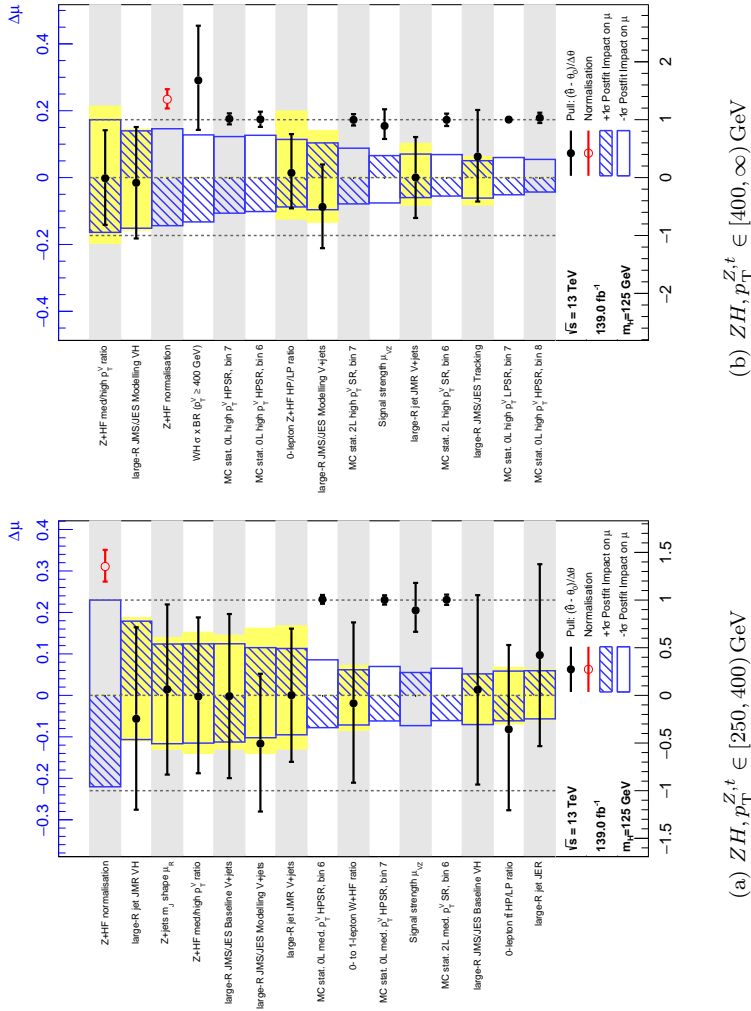 Δμ
−0.3 −0.2 −0.1 0 0.1 0.2 0.3 0.4
Z+HF normalisation
large-R jet JMR VH
Z+jets m_J shape μ_R
Z+HF med/high p_T^V ratio
large-R JMS/JES Baseline V+jets
large-R JMS/JES Modelling V+jets
large-R jet JMR V+jets
MC stat. 0L med. p_T^V HPSR, bin 6
0- to 1-lepton W+HF ratio
MC stat. 0L med. p_T^V HPSR, bin 7
Signal strength μ_VZ
MC stat. 2L med. p_T^V SR, bin 6
large-R JMS/JES Baseline VH
0-lepton tt̄ HP/LP ratio
large-R jet JER
√s = 13 TeV
139.0 fb⁻¹
m_H=125 GeV
Pull: (θ̂ - θ₀)/Δθ
Normalisation
+1σ Postfit Impact on μ
-1σ Postfit Impact on μ
−1.5 −1 −0.5 0 0.5 1 1.5
(a) ZH, p_T^{Z,t} ∈ [250, 400) GeV
Δμ
−0.4 −0.2 0 0.2 0.4
Z+HF med/high p_T^V ratio
large-R JMS/JES Modelling VH
Z+HF normalisation
WH σ x BR (p_T^V ≥ 400 GeV)
MC stat. 0L high p_T^V HPSR, bin 7
MC stat. 0L high p_T^V HPSR, bin 6
0-lepton Z+HF HP/LP ratio
large-R JMS/JES Modelling V+jets
MC stat. 2L high p_T^V SR, bin 7
Signal strength μ_VZ
large-R jet JMR V+jets
MC stat. 2L high p_T^V SR, bin 6
large-R JMS/JES Tracking
MC stat. 0L high p_T^V LPSR, bin 7
MC stat. 0L high p_T^V HPSR, bin 8
√s = 13 TeV
139.0 fb⁻¹
m_H=125 GeV
Pull: (θ̂ - θ₀)/Δθ
Normalisation
+1σ Postfit Impact on μ
-1σ Postfit Impact on μ
−2 −1 0 1 2
(b) ZH, p_T^{Z,t} ∈ [400, ∞) GeV